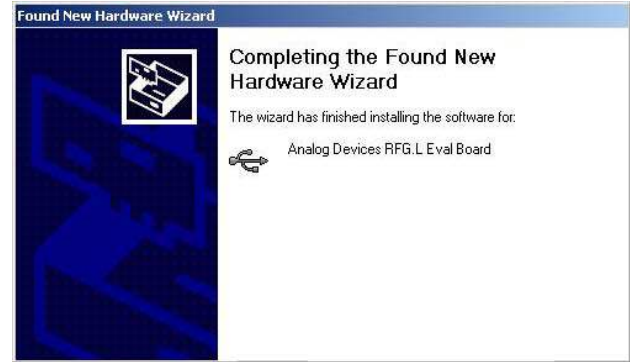 Found New Hardware Wizard
Completing the Found New
Hardware Wizard
The wizard has finished installing the software for:
Analog Devices RFG.L Eval Board